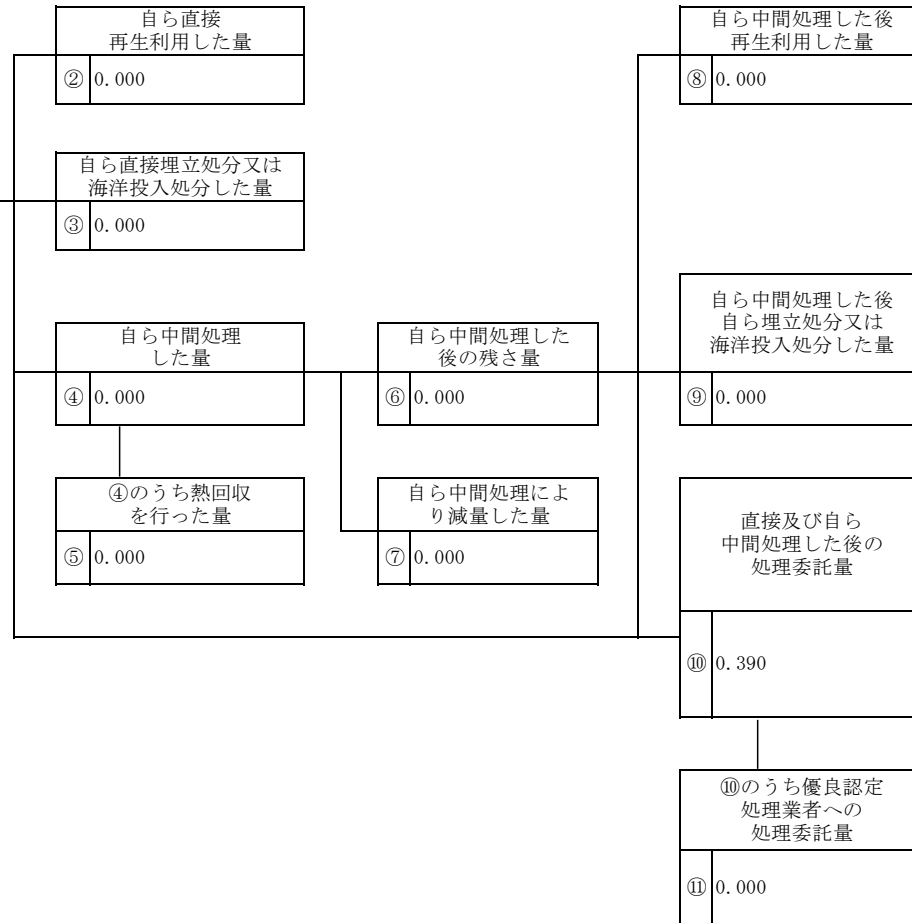 自ら直接
再生利用した量
② 0.000
自ら中間処理した後
再生利用した量
⑧ 0.000
自ら直接埋立処分又は
海洋投入処分した量
③ 0.000
自ら中間処理
した量
④ 0.000
自ら中間処理した
後の残さ量
⑥ 0.000
自ら中間処理した後
自ら埋立処分又は
海洋投入処分した量
⑨ 0.000
④のうち熱回収
を行った量
⑤ 0.000
自ら中間処理によ
り減量した量
⑦ 0.000
直接及び自ら
中間処理した後の
処理委託量
⑩ 0.390
⑩のうち優良認定
処理業者への
処理委託量
⑪ 0.000